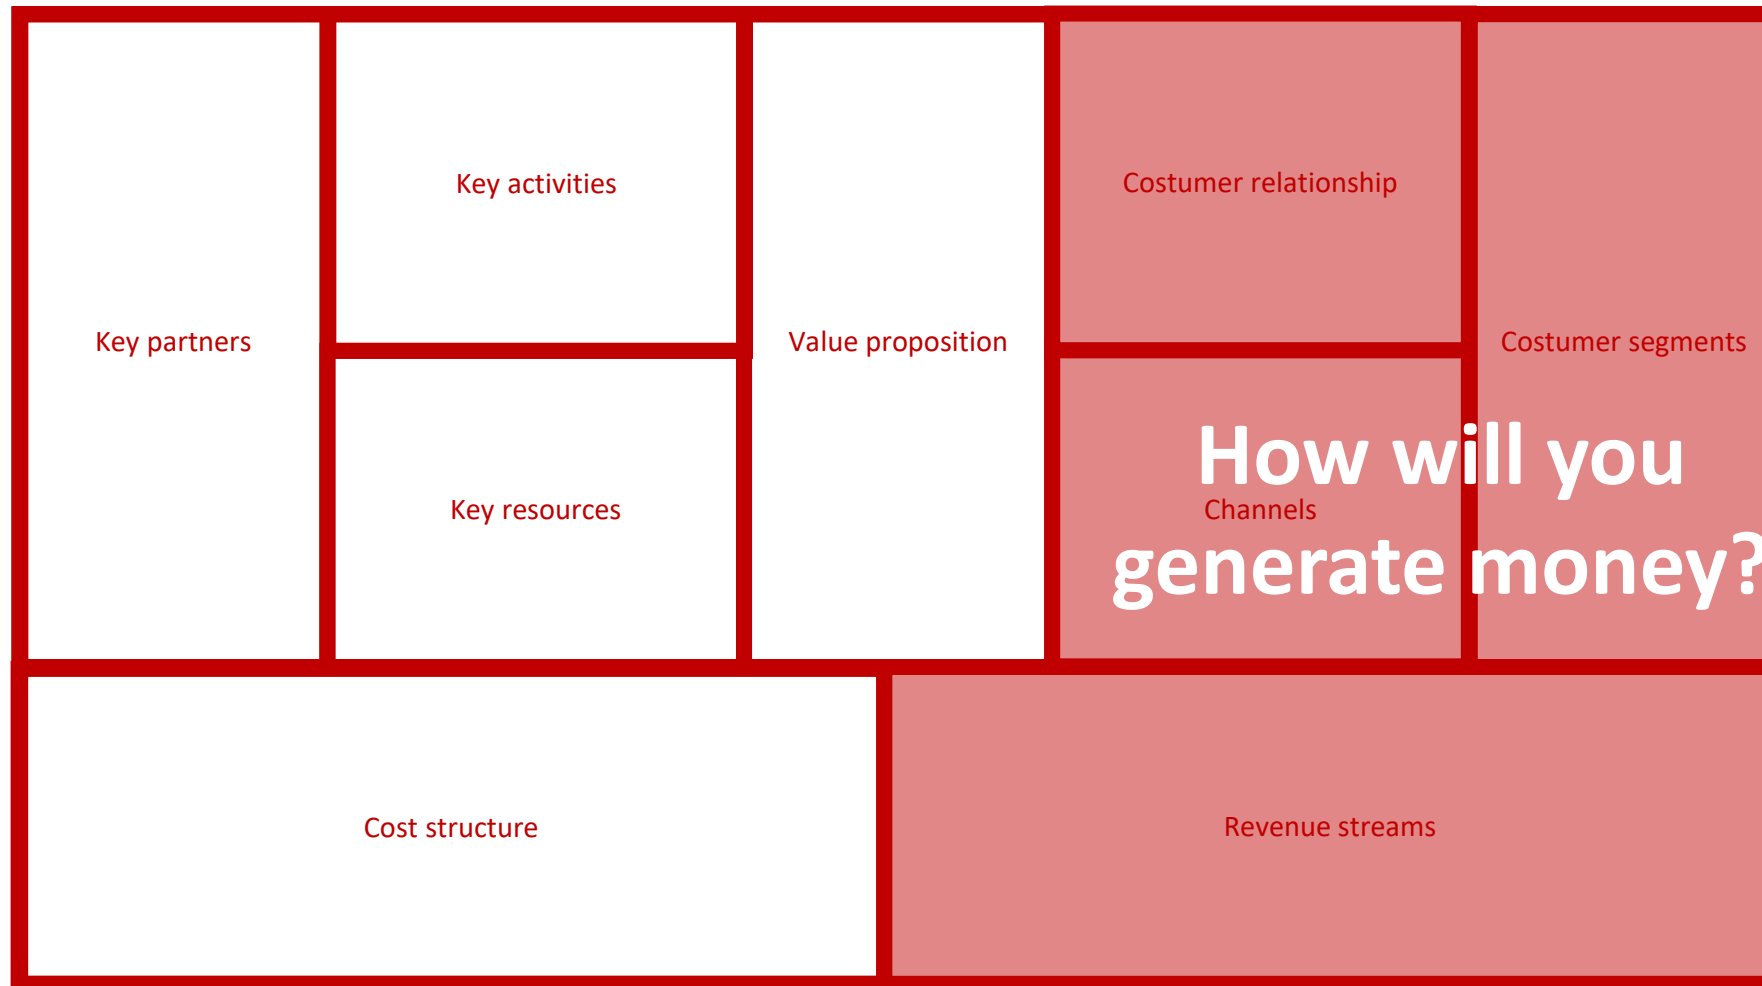 Key partners
Key activities
Key resources
Value proposition
Costumer relationship
Channels
Costumer segments
How will you
generate money?
Cost structure
Revenue streams